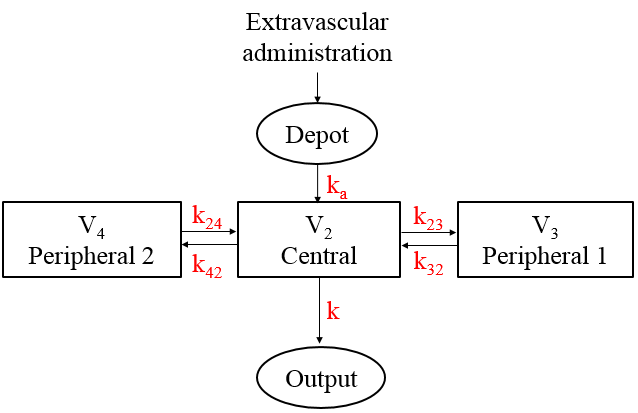 Extravascular
administration
Depot
kₐ
V₄
Peripheral 2
k₂₄
k₄₂
V₂
Central
k₂₃
k₃₂
V₃
Peripheral 1
k
Output